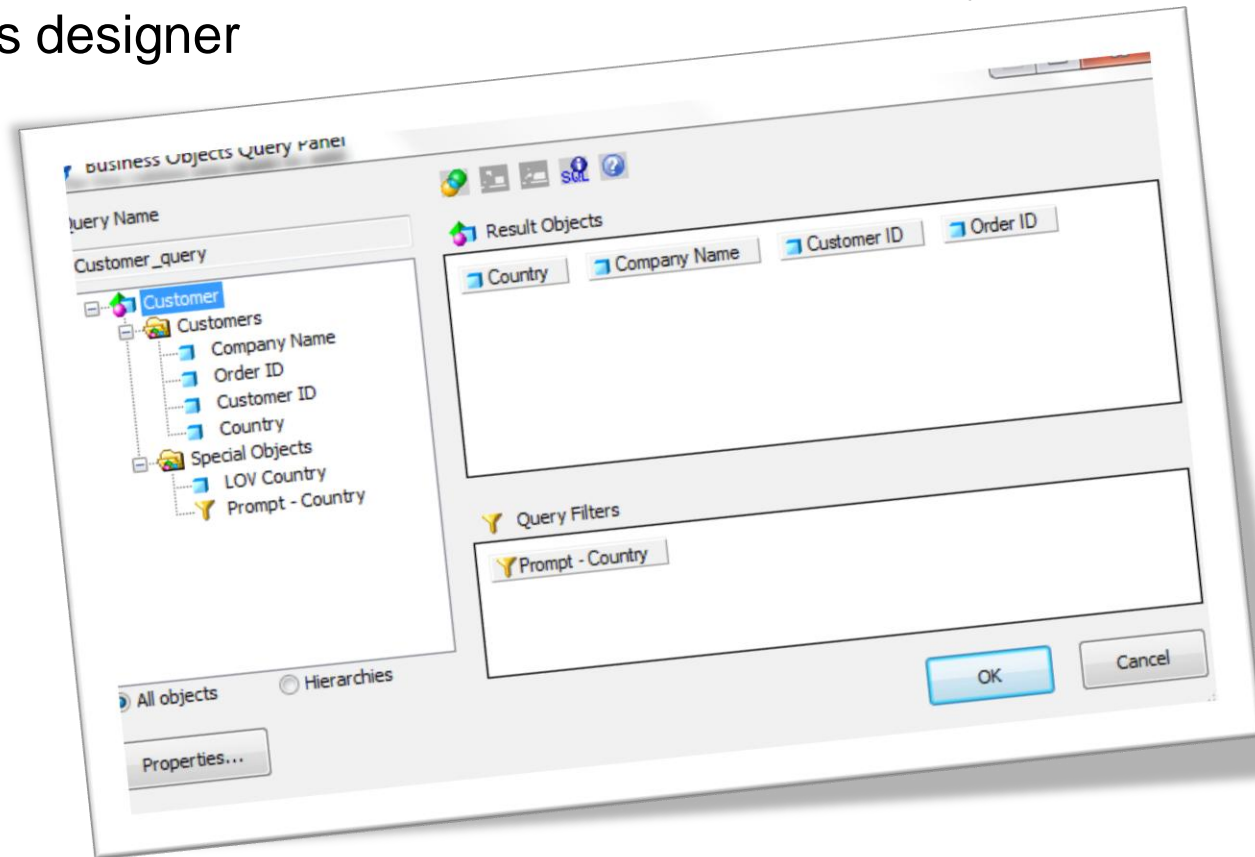 s designer
Business Objects Query Panel
Query Name
Customer_query
Customer
Customers
Company Name
Order ID
Customer ID
Country
Special Objects
LOV Country
Prompt - Country
All objects
Hierarchies
Properties...
SQL
Result Objects
Country Company Name Customer ID Order ID
Query Filters
Prompt - Country
OK Cancel